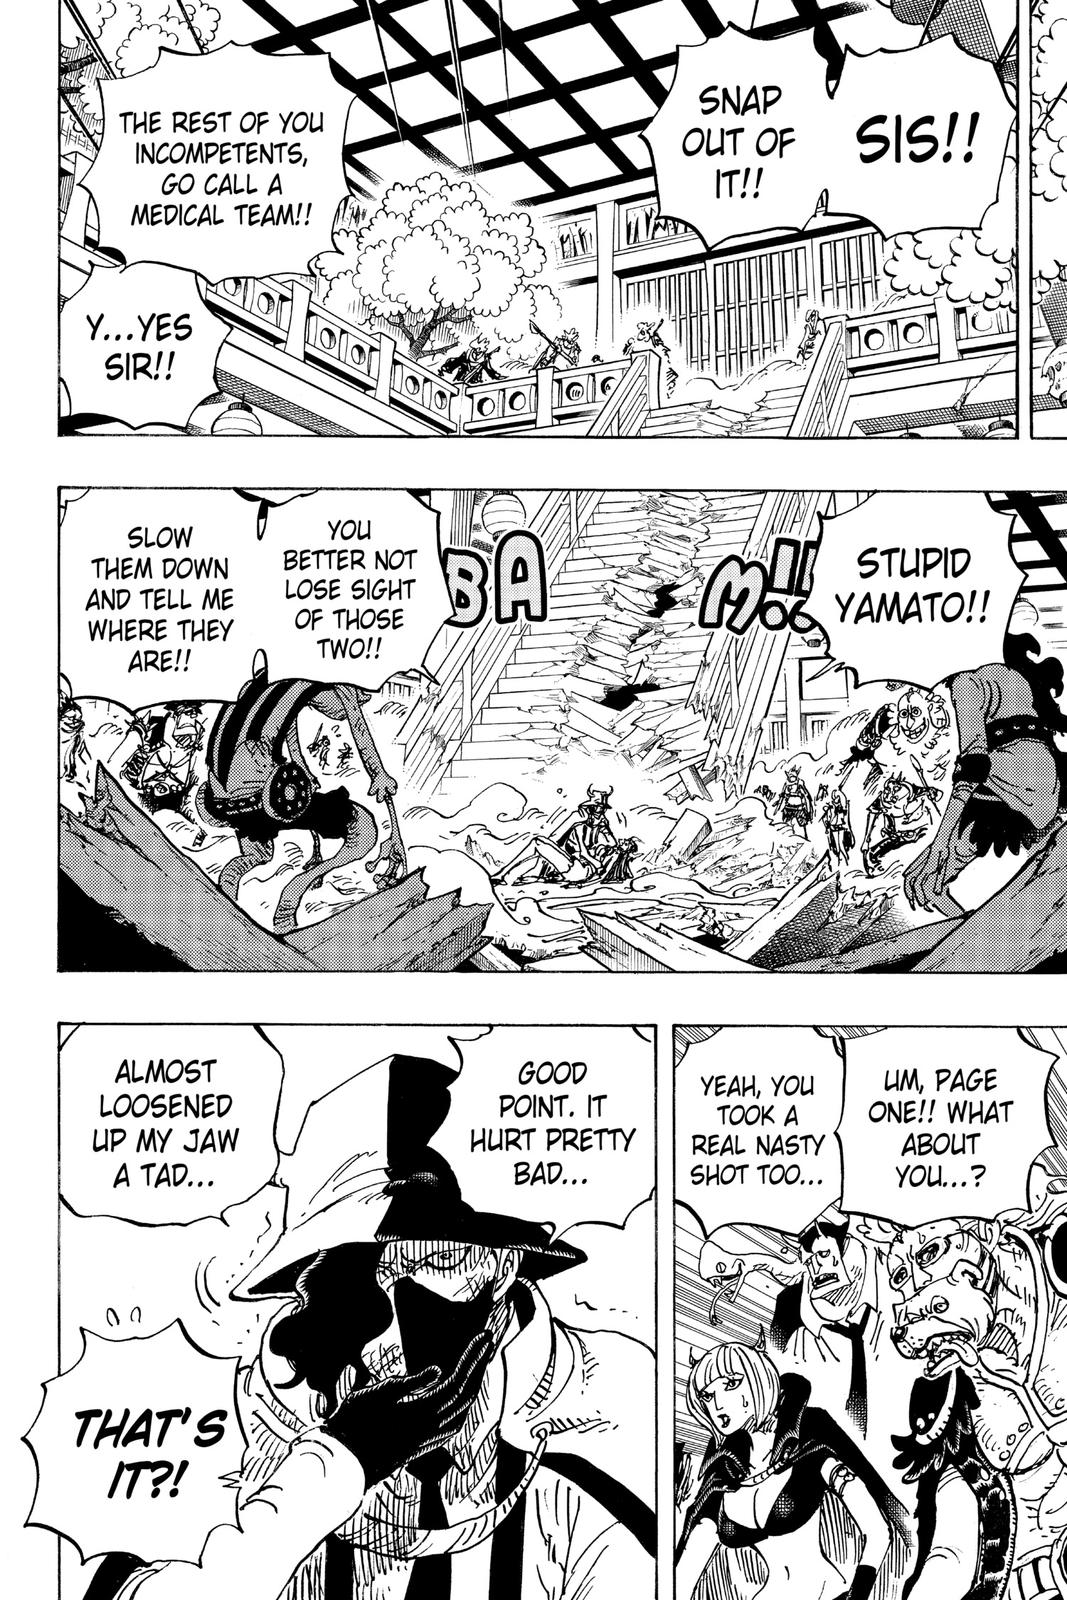 SIS!!
SNAP
OUT OF
IT!!
THE REST OF YOU
INCOMPETENTS,
GO CALL A
MEDICAL TEAM!!
Y...YES
SIR!!
STUPID
YAMATO!!
BAM!!
YOU
BETTER NOT
LOSE SIGHT
OF THOSE
TWO!!
SLOW
THEM DOWN
AND TELL ME
WHERE THEY
ARE!!
UM, PAGE
ONE!! WHAT
ABOUT
YOU...?
YEAH, YOU
TOOK A
REAL NASTY
SHOT TOO...
GOOD
POINT. IT
HURT PRETTY
BAD...
ALMOST
LOOSENED
UP MY JAW
A TAD...
THAT'S
IT?!